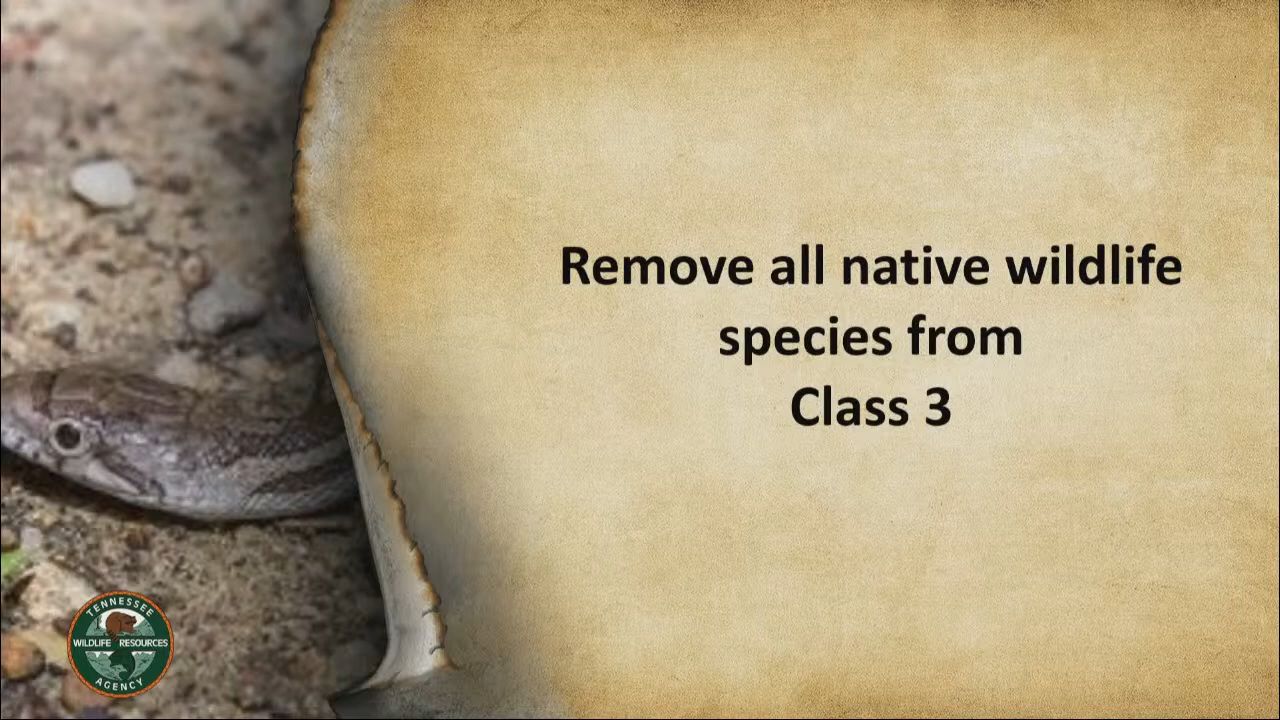 Remove all native wildlife
species from
Class 3
TENNESSEE
WILDLIFE RESOURCES
AGENCY